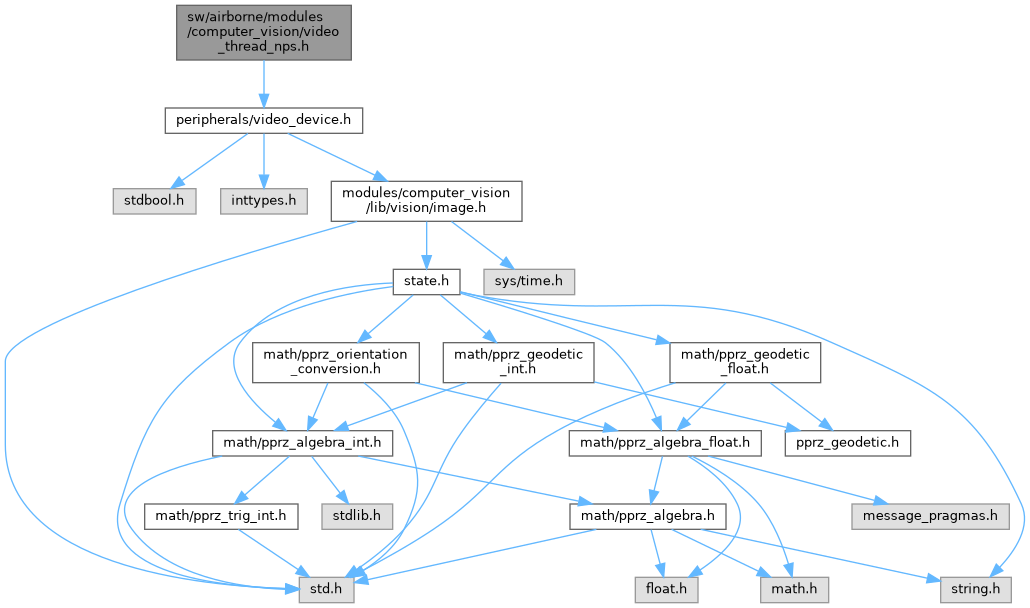 sw/airborne/modules
/computer_vision/video
_thread_nps.h
peripherals/video_device.h
stdbool.h
inttypes.h
modules/computer_vision
/lib/vision/image.h
state.h
sys/time.h
math/pprz_orientation
_conversion.h
math/pprz_geodetic
_int.h
math/pprz_geodetic
_float.h
math/pprz_algebra_int.h
math/pprz_algebra_float.h
pprz_geodetic.h
math/pprz_trig_int.h
stdlib.h
math/pprz_algebra.h
message_pragmas.h
std.h
float.h
math.h
string.h